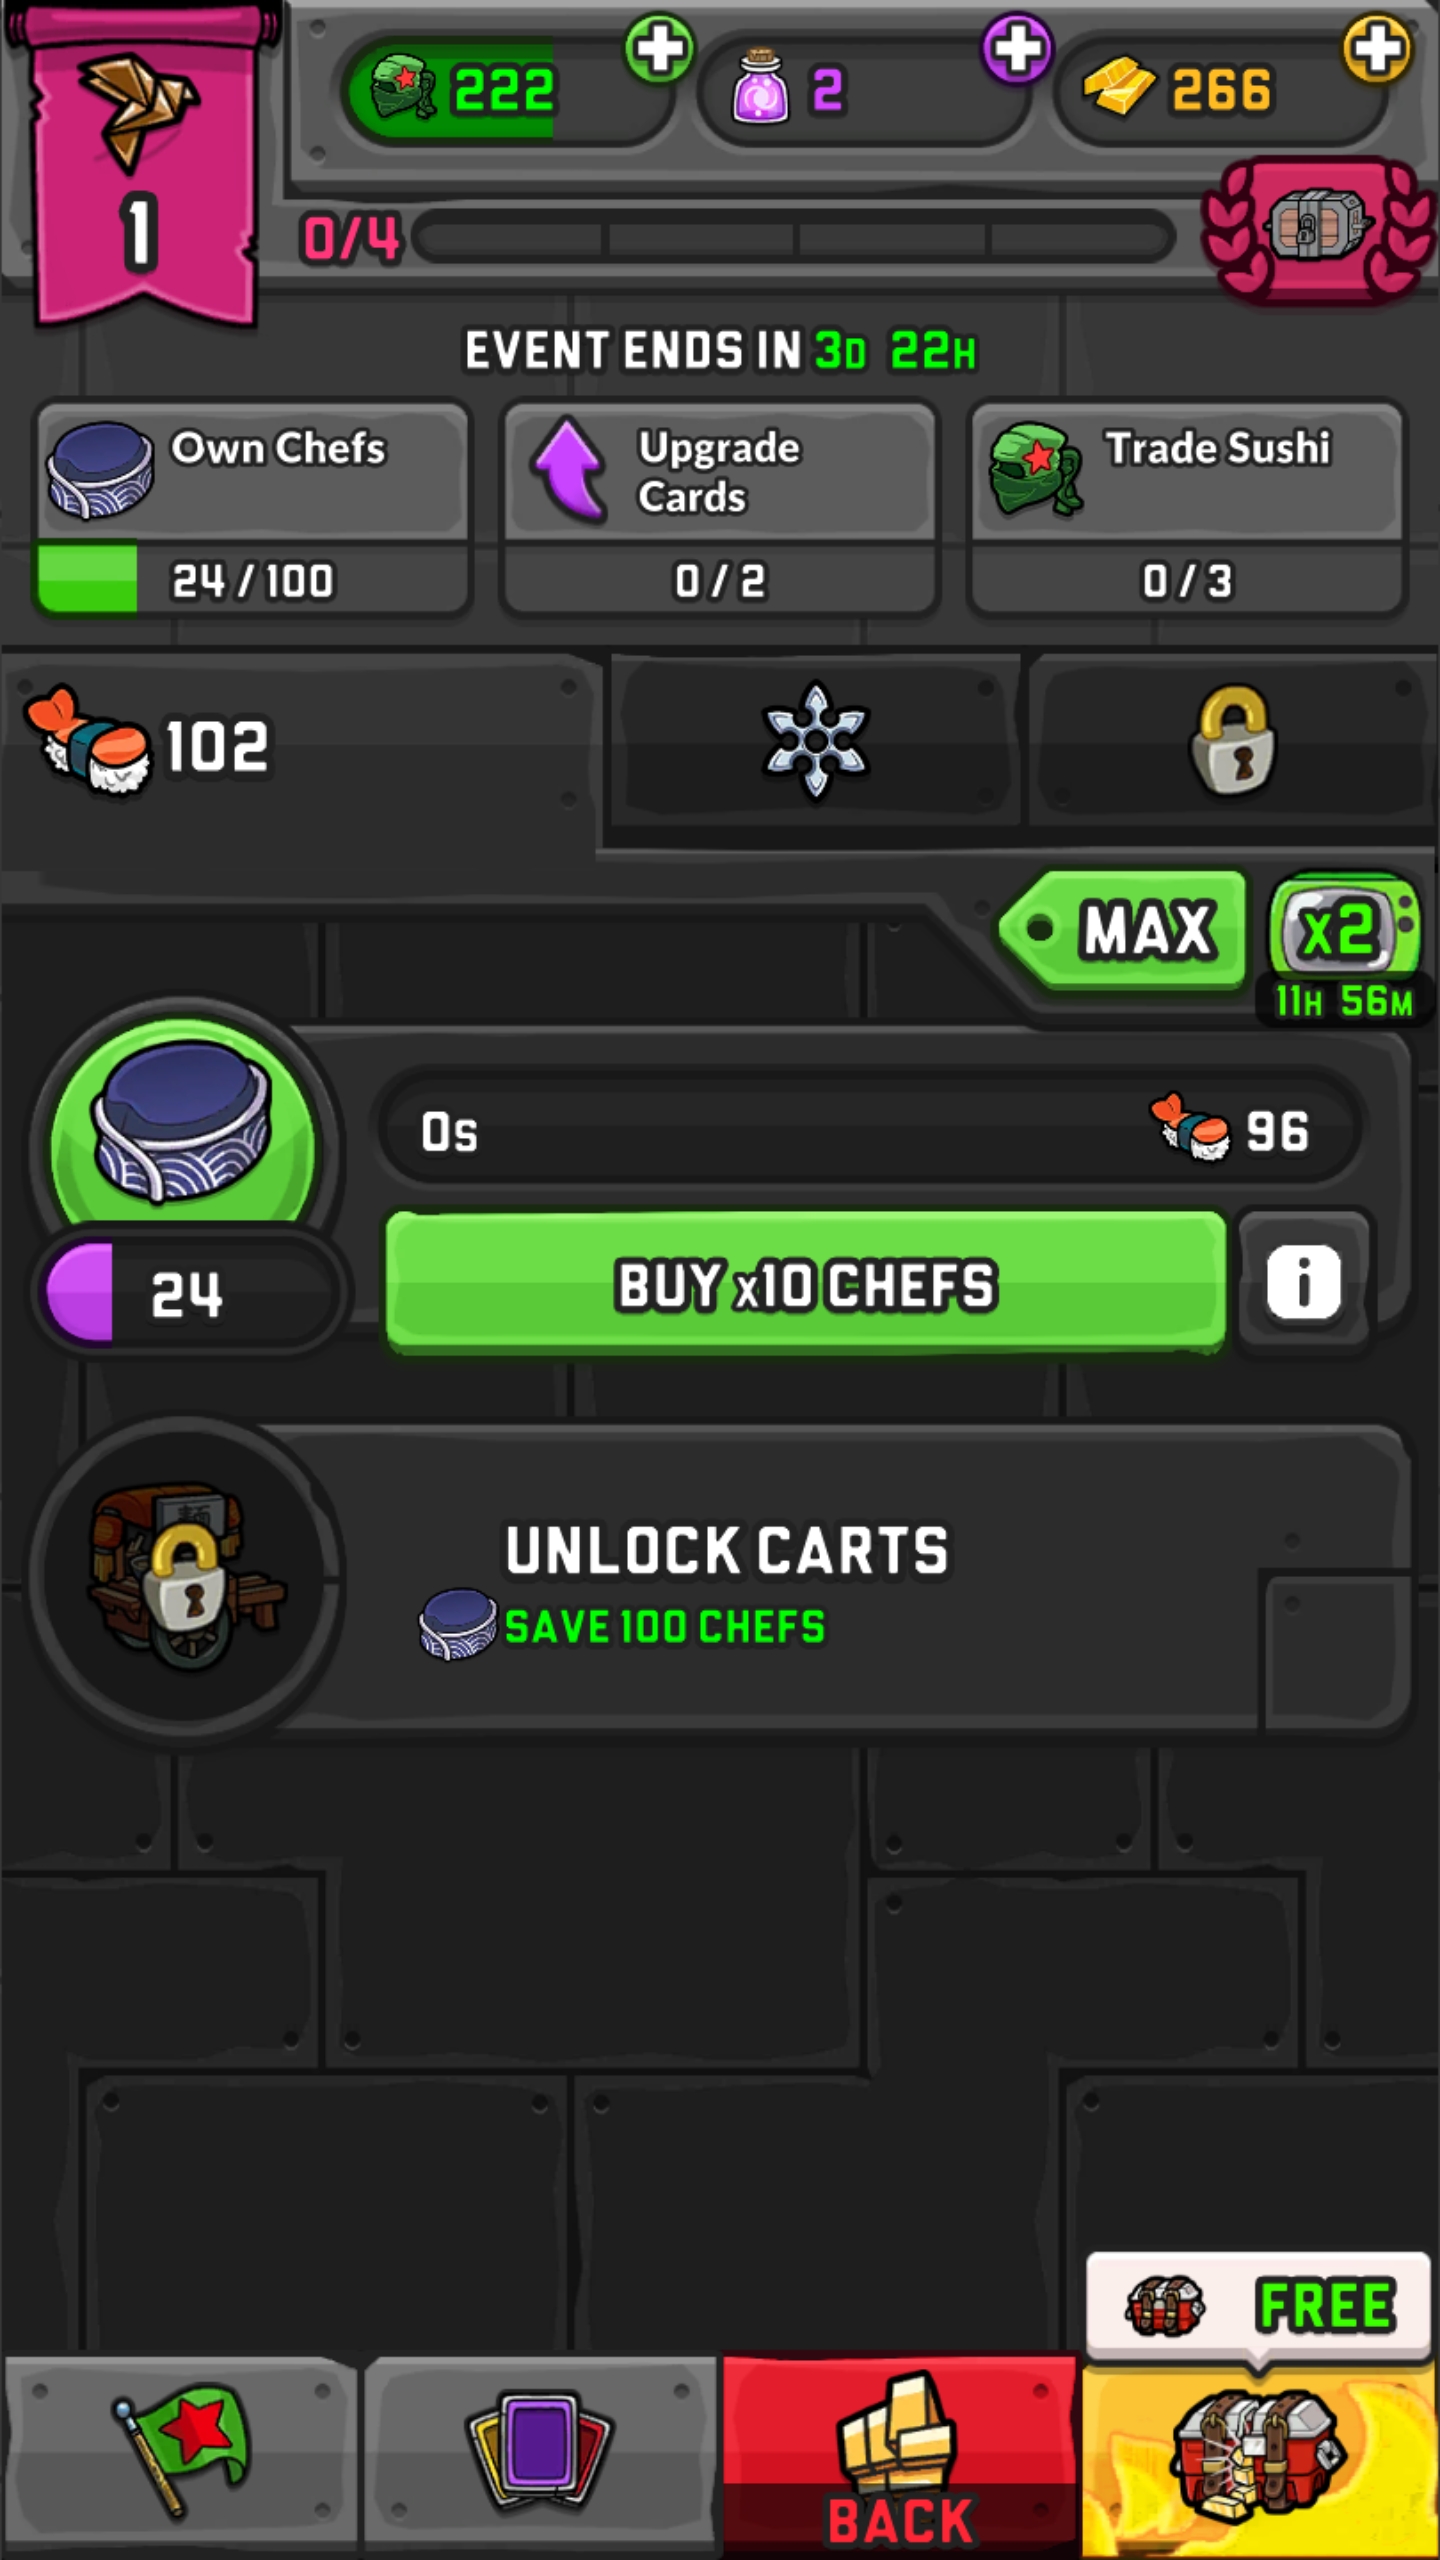 222
2
266
1
0/4
EVENT ENDS IN 3D 22H
Own Chefs
24 / 100
Upgrade
Cards
0 / 2
Trade Sushi
0 / 3
102
MAX
x2
11H 56M
0s
96
24
BUY x10 CHEFS
i
UNLOCK CARTS
SAVE 100 CHEFS
FREE
BACK